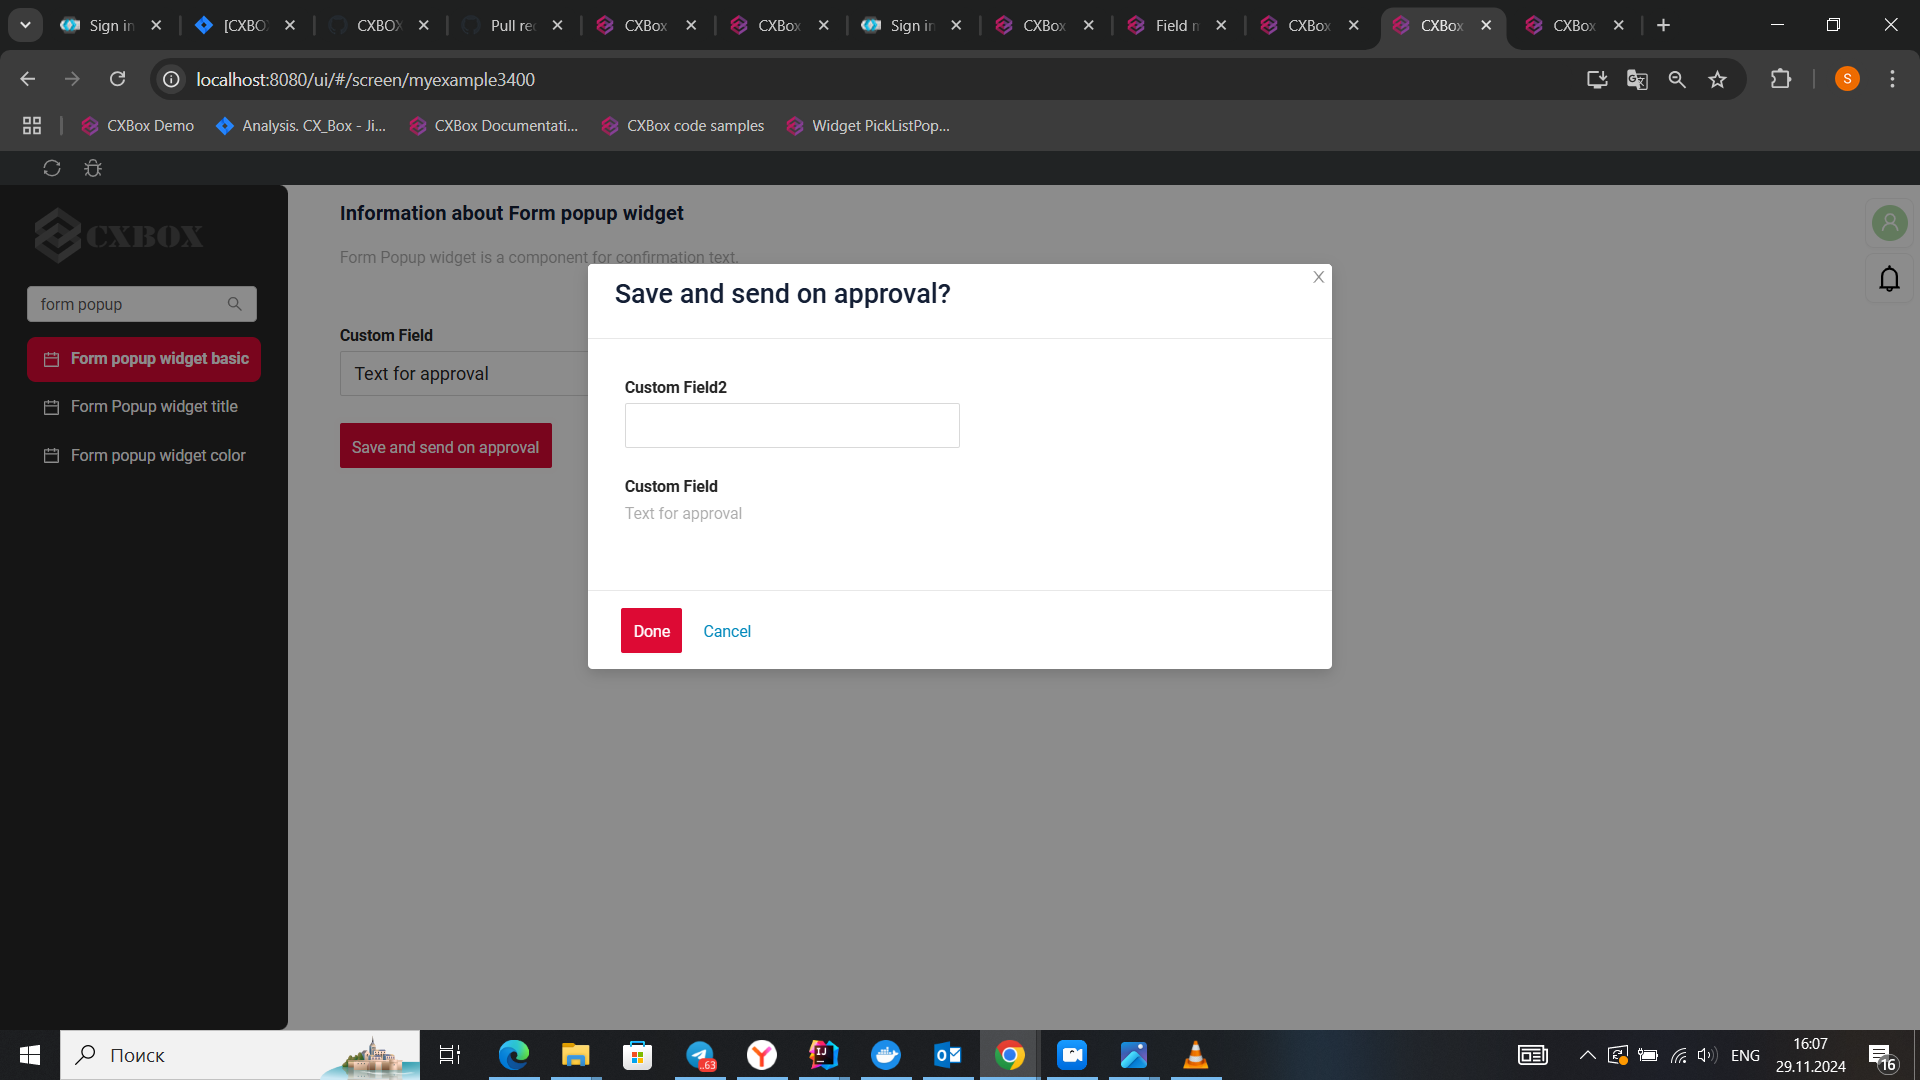 Sign in
[CXBO
CXBOX
Pull re
CXBox
CXBox
Sign in
CXBox
Field m
CXBox
CXBox
CXBox
localhost:8080/ui/#/screen/myexample3400
S
CXBox Demo
Analysis. CX_Box - Ji...
CXBox Documentati...
CXBox code samples
Widget PickListPop...
CXBOX
form popup
Form popup widget basic
Form Popup widget title
Form popup widget color
Information about Form popup widget
Form Popup widget is a component for confirmation text.
Custom Field
Text for approval
Save and send on approval
Save and send on approval?
Custom Field2
Custom Field
Text for approval
Done
Cancel
Поиск
..63
ENG
16:07
29.11.2024
16